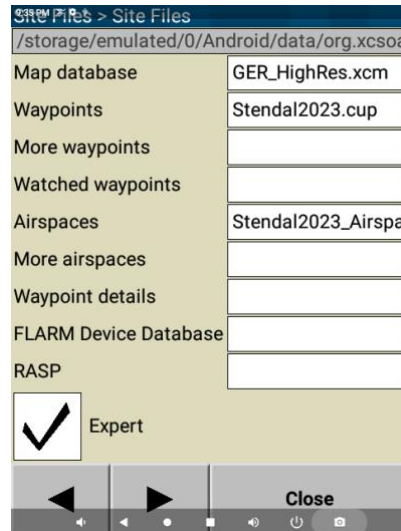 Site Files > Site Files
/storage/emulated/0/Android/data/org.xcsoa
Map database GER_HighRes.xcm
Waypoints Stendal2023.cup
More waypoints
Watched waypoints
Airspaces Stendal2023_Airspa
More airspaces
Waypoint details
FLARM Device Database
RASP
Expert
Close